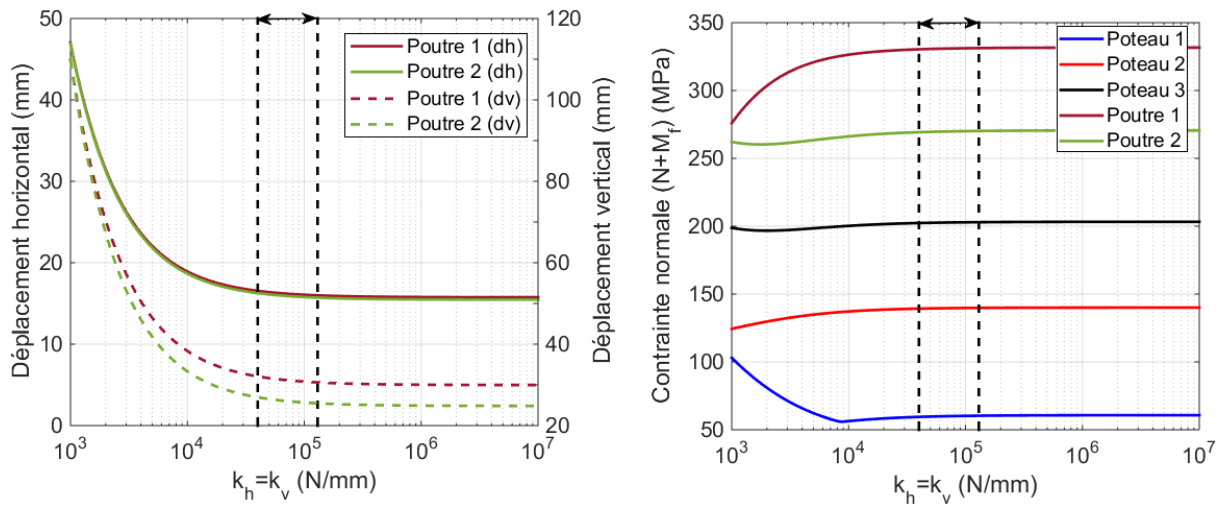 50
40
30
20
10
0
Déplacement horizontal (mm)
120
100
80
60
40
20
Déplacement vertical (mm)
Poutre 1 (dh)
Poutre 2 (dh)
Poutre 1 (dv)
Poutre 2 (dv)
10^3 10^4 10^5 10^6 10^7
k_h=k_v (N/mm)
350
300
250
200
150
100
50
Contrainte normale (N+M_f) (MPa)
Poteau 1
Poteau 2
Poteau 3
Poutre 1
Poutre 2
10^3 10^4 10^5 10^6 10^7
k_h=k_v (N/mm)